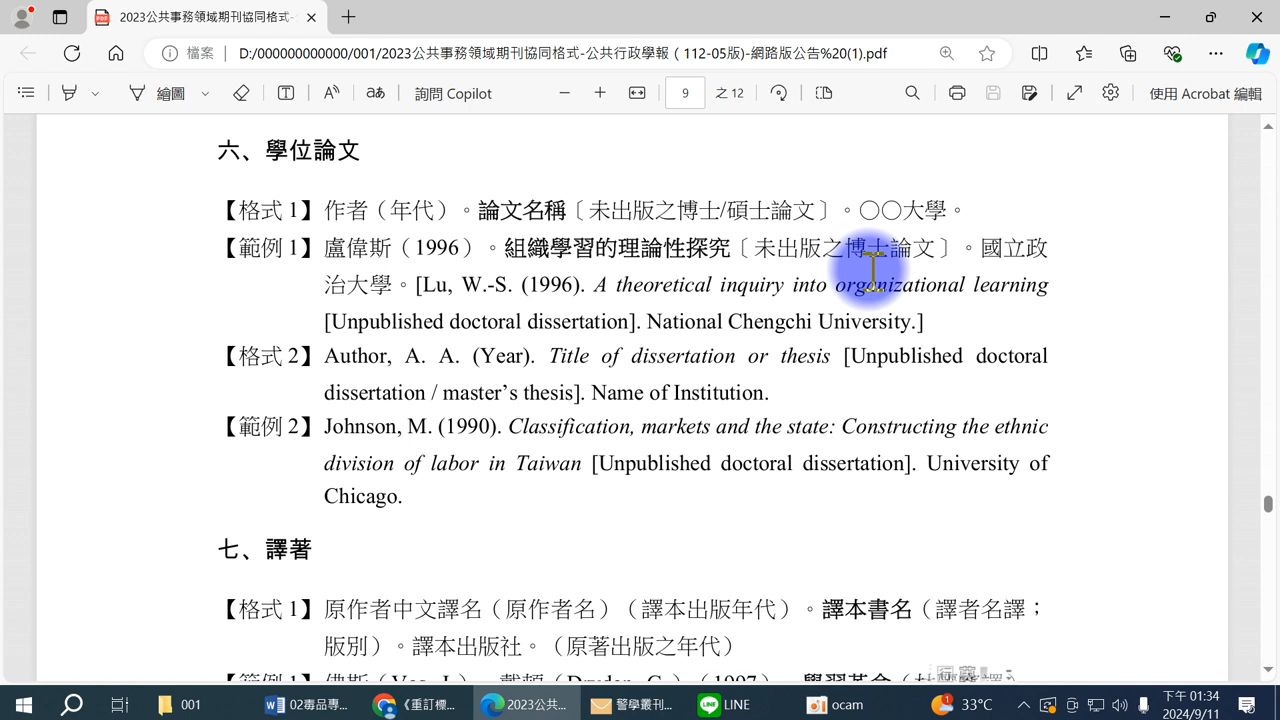 2023公共事務領域期刊協同格式-
檔案 D:/000000000000/001/2023公共事務領域期刊協同格式-公共行政學報（112-05版)-網路版公告%20(1).pdf
繪圖 aあ 詢問 Copilot 9 之 12 使用 Acrobat 編輯
六、學位論文
【格式 1】作者（年代）。論文名稱〔未出版之博士/碩士論文〕。○○大學。
【範例 1】盧偉斯（1996）。組織學習的理論性探究〔未出版之博士論文〕。國立政
治大學。[Lu, W.-S. (1996). A theoretical inquiry into organizational learning
[Unpublished doctoral dissertation]. National Chengchi University.]
【格式 2】Author, A. A. (Year). Title of dissertation or thesis [Unpublished doctoral
dissertation / master’s thesis]. Name of Institution.
【範例 2】Johnson, M. (1990). Classification, markets and the state: Constructing the ethnic
division of labor in Taiwan [Unpublished doctoral dissertation]. University of
Chicago.
七、譯著
【格式 1】原作者中文譯名（原作者名）（譯本出版年代）。譯本書名（譯者名譯；
版別）。譯本出版社。（原著出版之年代）
001 02毒品專... 《重訂欄... 2023公共... 警學叢刊... LINE ocam 1 33°C 下午 01:34
2024/9/11